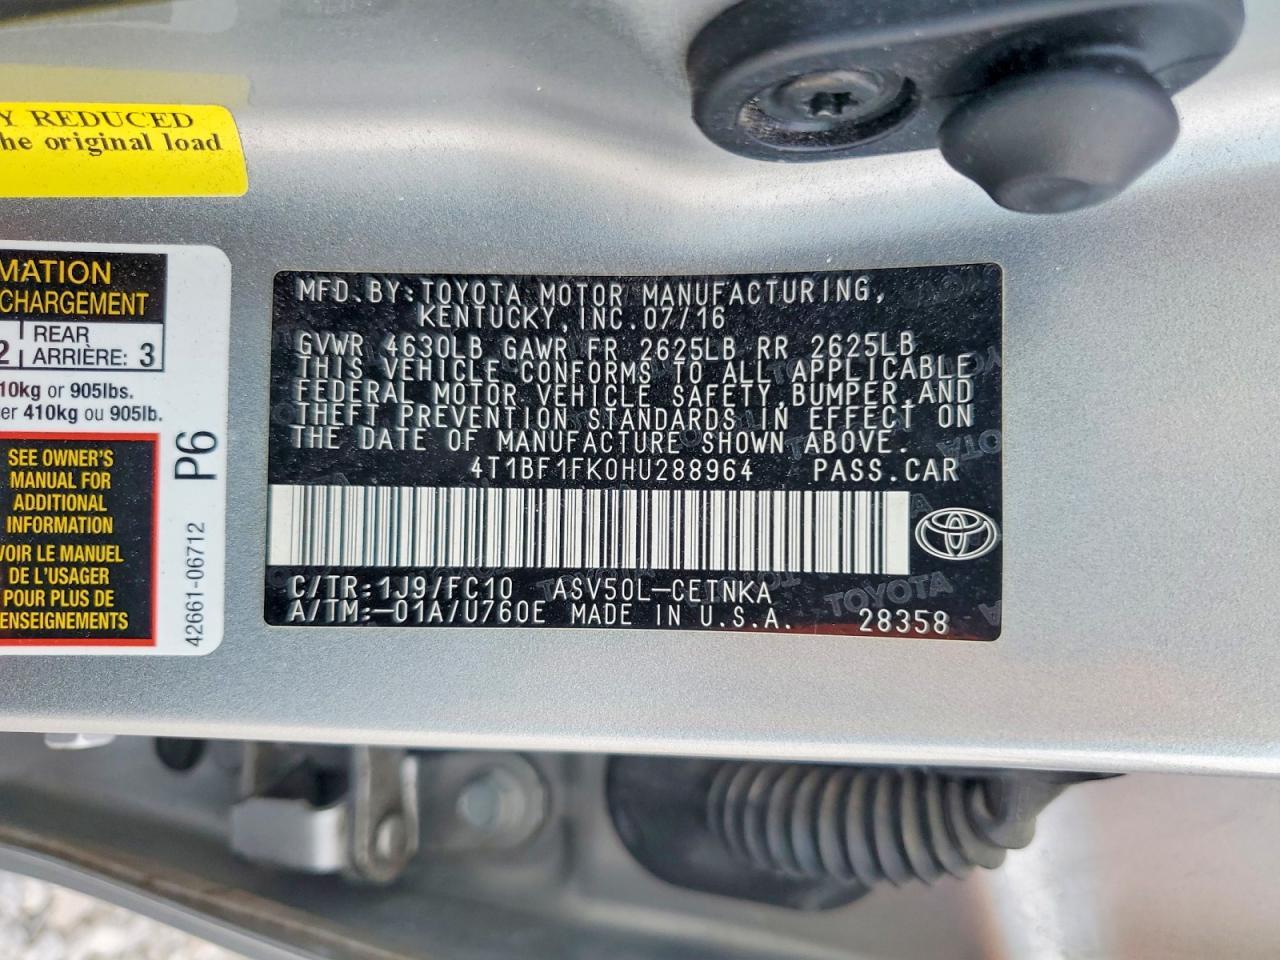 Y REDUCED
he original load
MATION
CHARGEMENT
2 REAR
ARRIÈRE: 3
10kg or 905lbs.
er 410kg ou 905lb.
SEE OWNER'S
MANUAL FOR
ADDITIONAL
INFORMATION
VOIR LE MANUEL
DE L'USAGER
POUR PLUS DE
ENSEIGNEMENTS
P6
42661-06712
MFD.BY:TOYOTA MOTOR MANUFACTURING,
KENTUCKY,INC.07/16
GVWR 4630LB GAWR FR 2625LB RR 2625LB
THIS VEHICLE CONFORMS TO ALL APPLICABLE
FEDERAL MOTOR VEHICLE SAFETY,BUMPER,AND
THEFT PREVENTION STANDARDS IN EFFECT ON
THE DATE OF MANUFACTURE SHOWN ABOVE.
4T1BF1FK0HU288964 PASS.CAR
C/TR:1J9/FC10 ASV50L-CETNKA
A/TM:-01A/U760E MADE IN U.S.A. 28358
TOYOTA